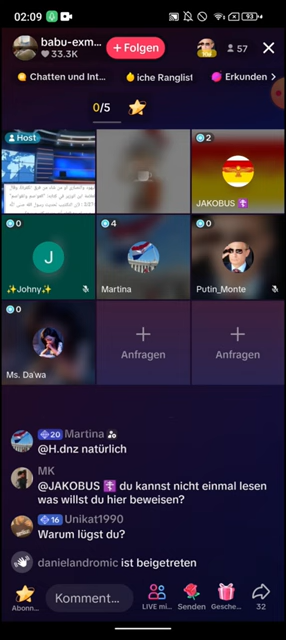 02:09
93
babu-exm...
33.3K
+ Folgen
57
Chatten und Int...
iche Ranglist
Erkunden >
0/5
Host
2
JAKOBUS
0
J
✨Johny✨
4
Martina
0
Putin_Monte
0
Ms. Da'wa
+
Anfragen
+
Anfragen
20 Martina
@H.dnz natürlich
MK
@JAKOBUS du kannst nicht einmal lesen
was willst du hier beweisen?
16 Unikat1990
Warum lügst du?
danielandromic ist beigetreten
Abonn...
Komment...
LIVE mi...
Senden
Gesche...
32